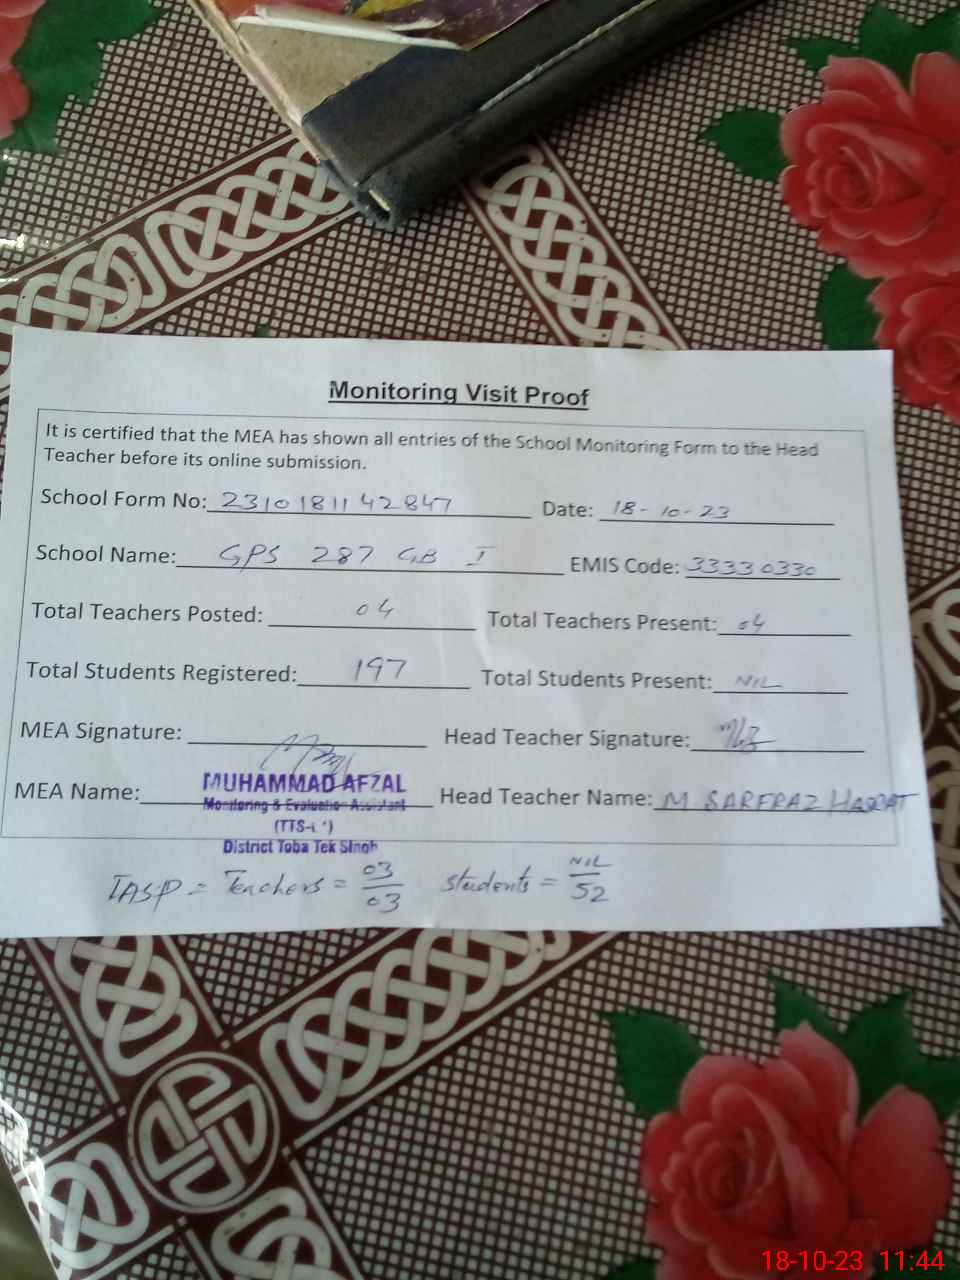 Monitoring Visit Proof
It is certified that the MEA has shown all entries of the School Monitoring Form to the Head
Teacher before its online submission.
School Form No: 23101811 42847 Date: 18-10-23
School Name: GPS 287 GB I EMIS Code: 33330330
Total Teachers Posted: 04 Total Teachers Present: 04
Total Students Registered: 197 Total Students Present: NIL
MEA Signature: Head Teacher Signature:
MEA Name: MUHAMMAD AFZAL Head Teacher Name: M SARFRAZ HASRAT
Monitoring & Evaluation Assistant
District Toba Tek Singh
IASP = Teachers = 03/03 students = NIL/52
18-10-23 11:44